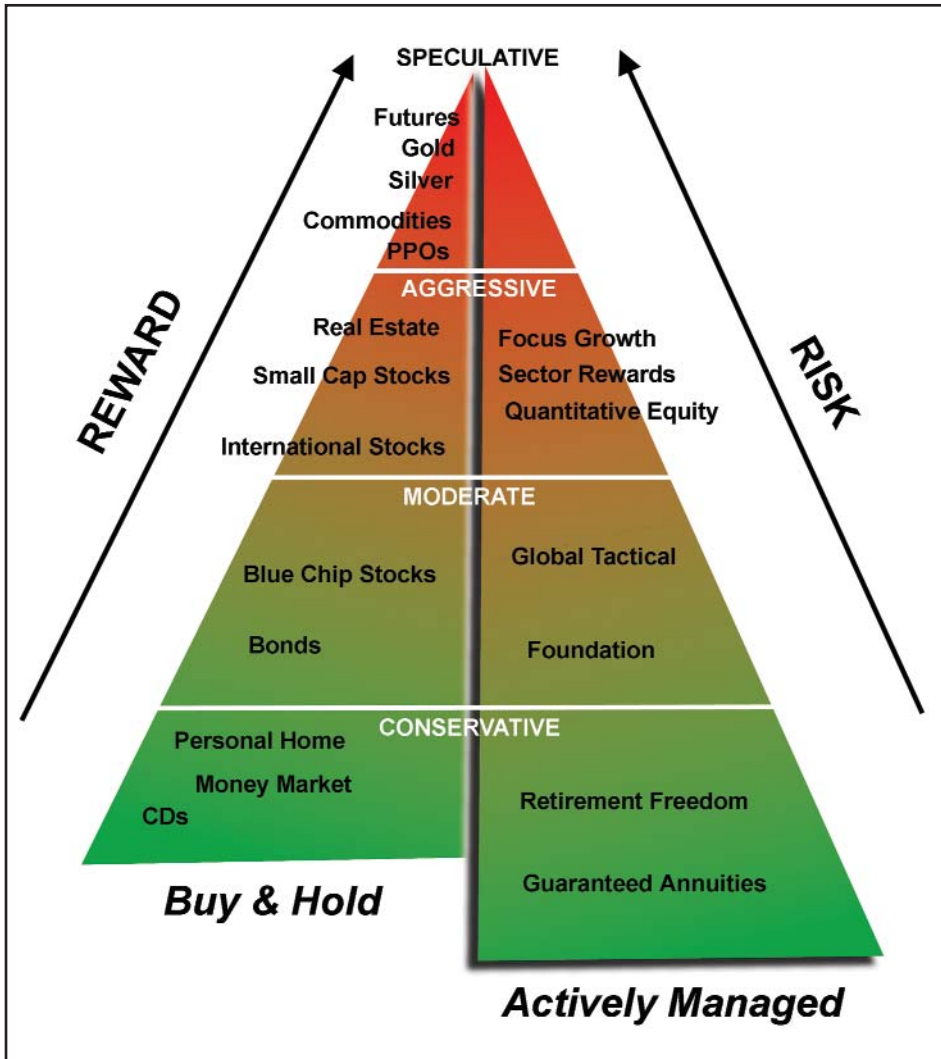 SPECULATIVE
Futures
Gold
Silver
Commodities
PPOs
AGGRESSIVE
Real Estate
Small Cap Stocks
International Stocks
Focus Growth
Sector Rewards
Quantitative Equity
MODERATE
Blue Chip Stocks
Bonds
Global Tactical
Foundation
CONSERVATIVE
Personal Home
Money Market
CDs
Retirement Freedom
Guaranteed Annuities
Buy & Hold
Actively Managed
REWARD
RISK